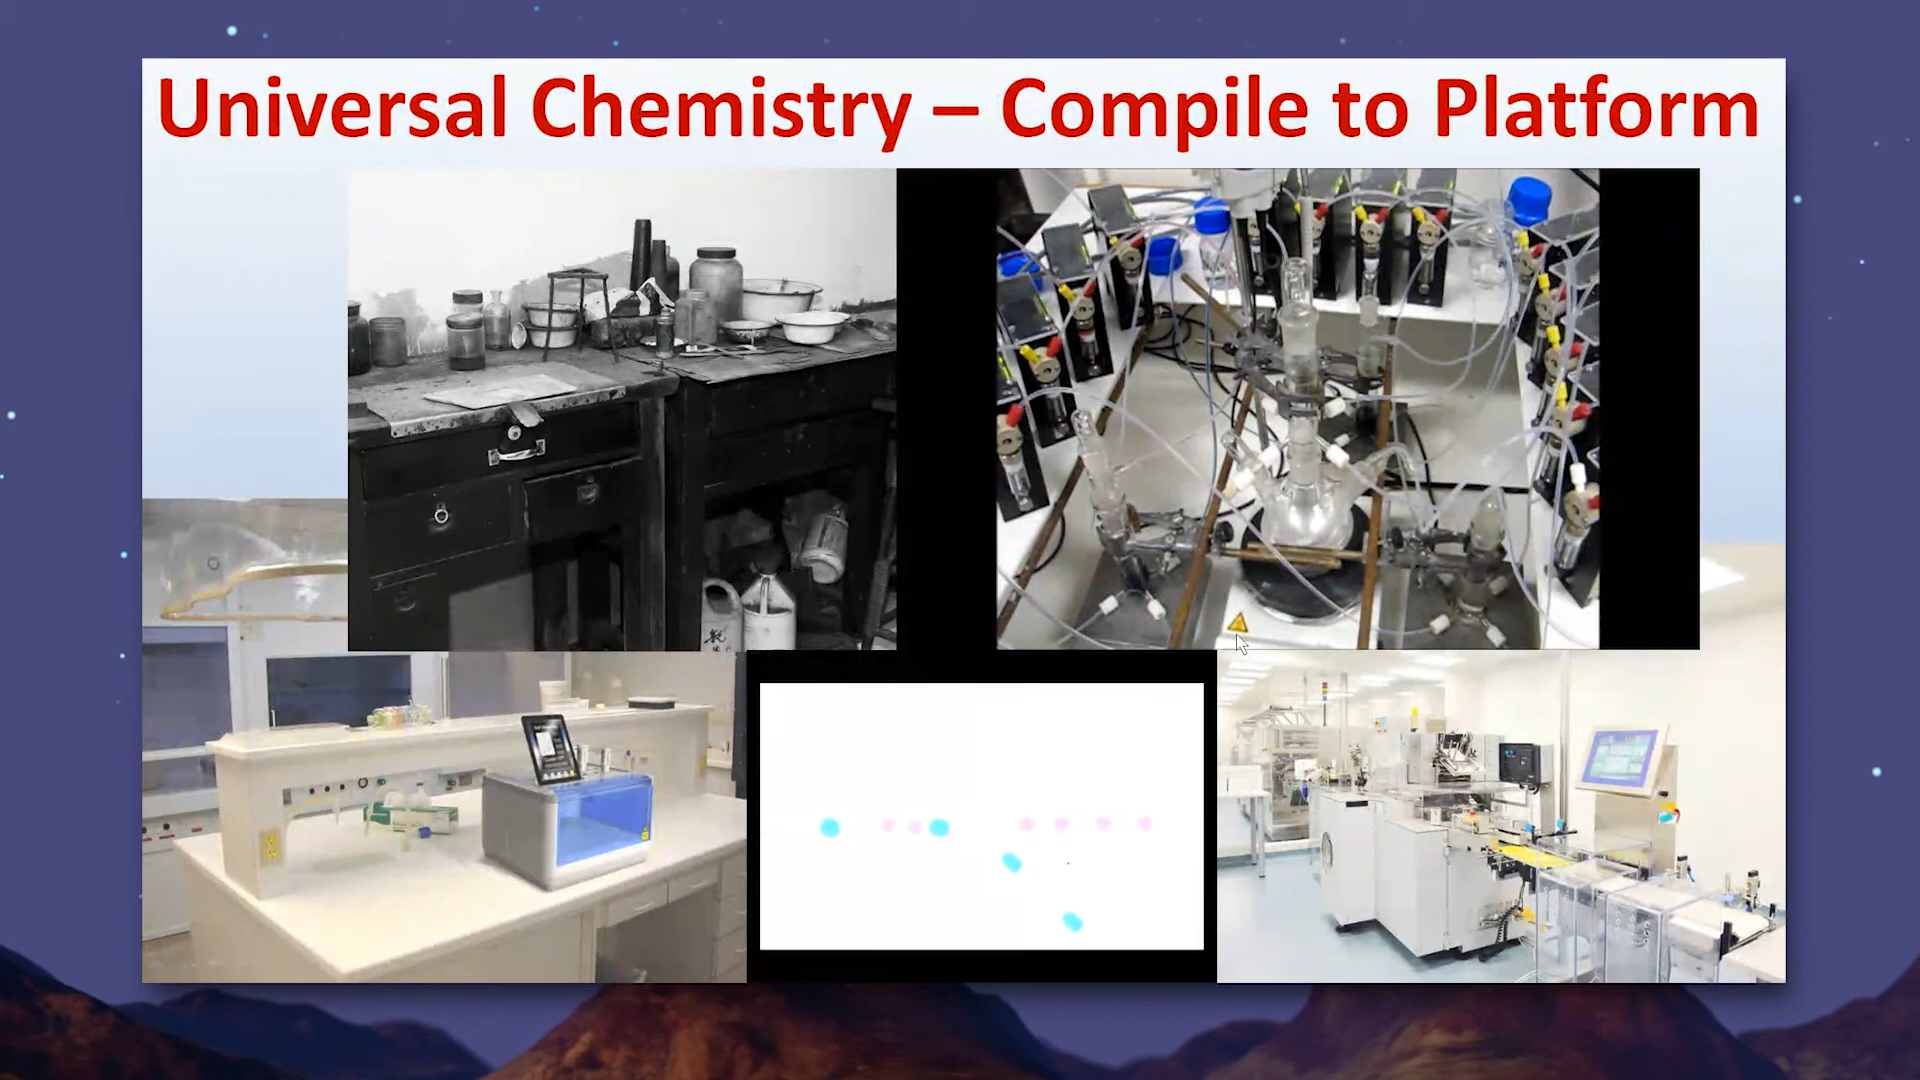 Universal Chemistry – Compile to Platform